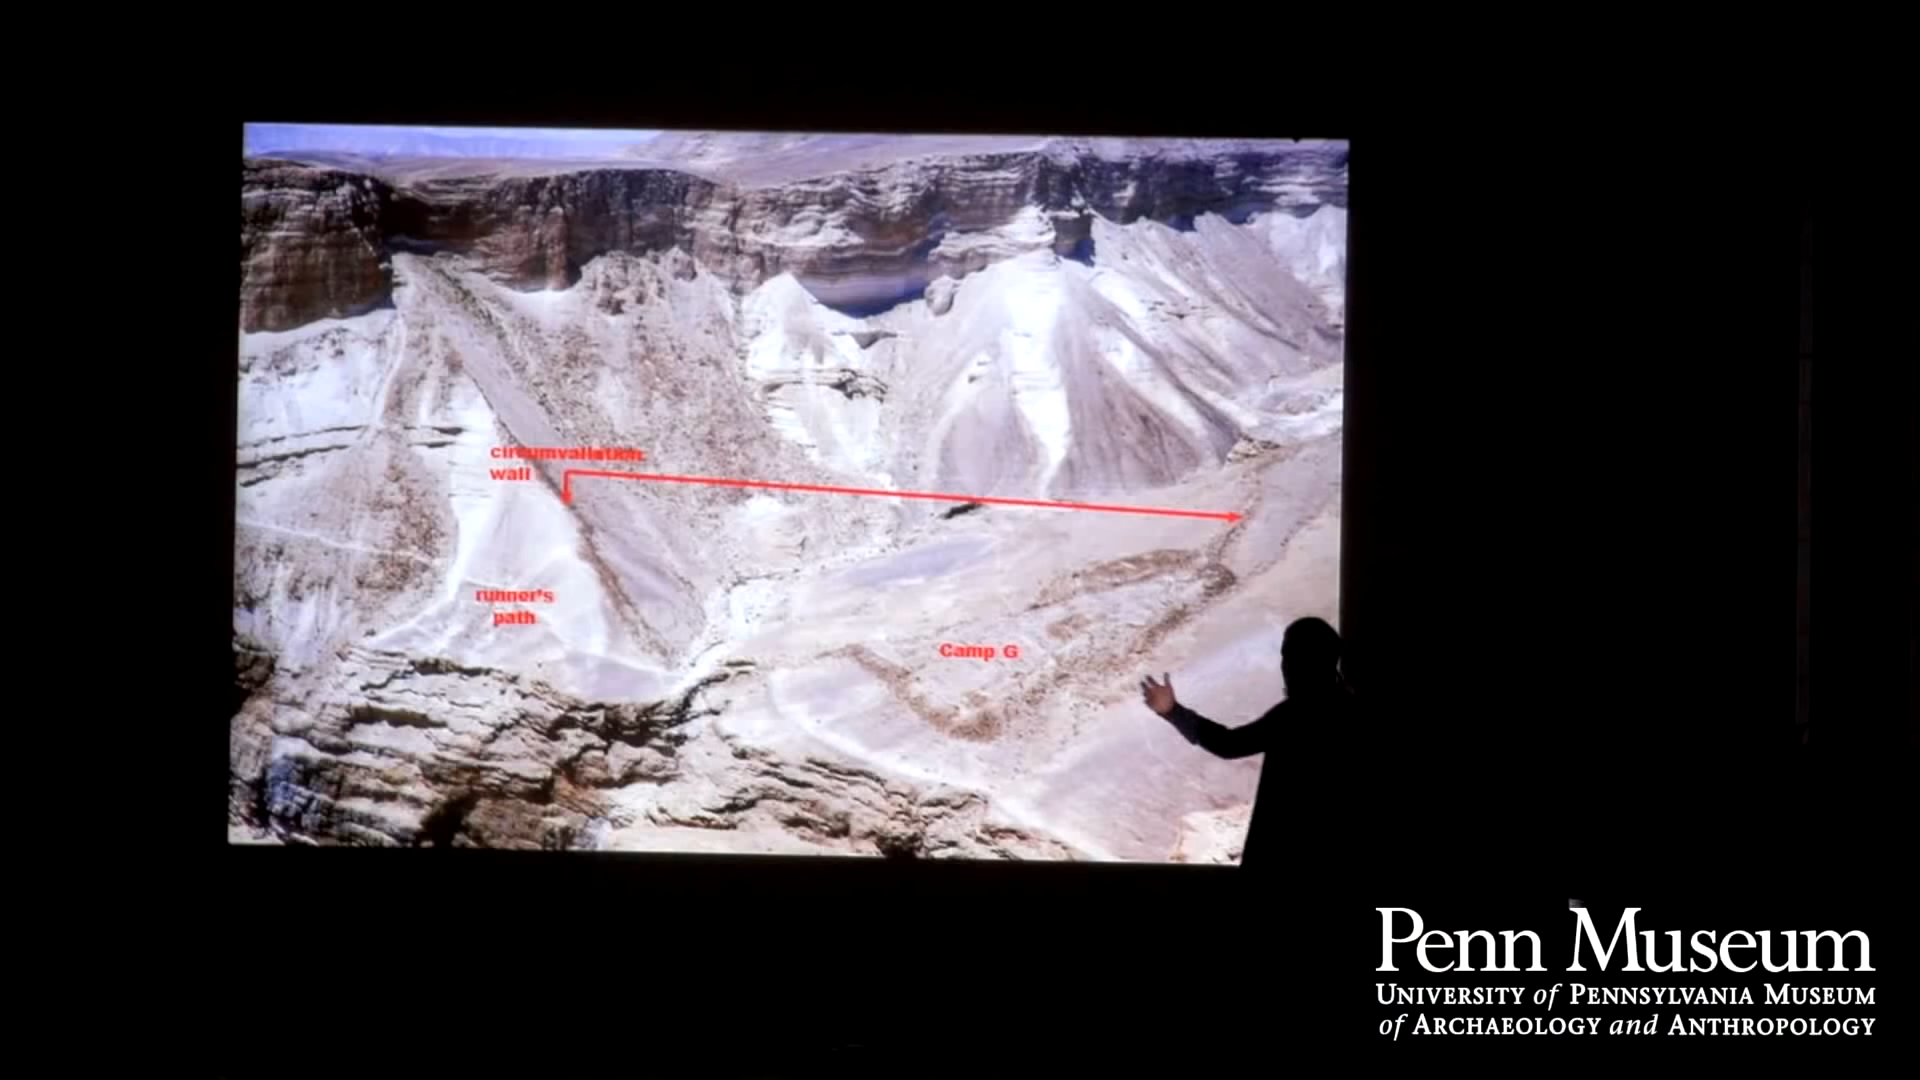 circumvallation
wall
runner's
path
Camp G
Penn Museum
UNIVERSITY of PENNSYLVANIA MUSEUM
of ARCHAEOLOGY and ANTHROPOLOGY